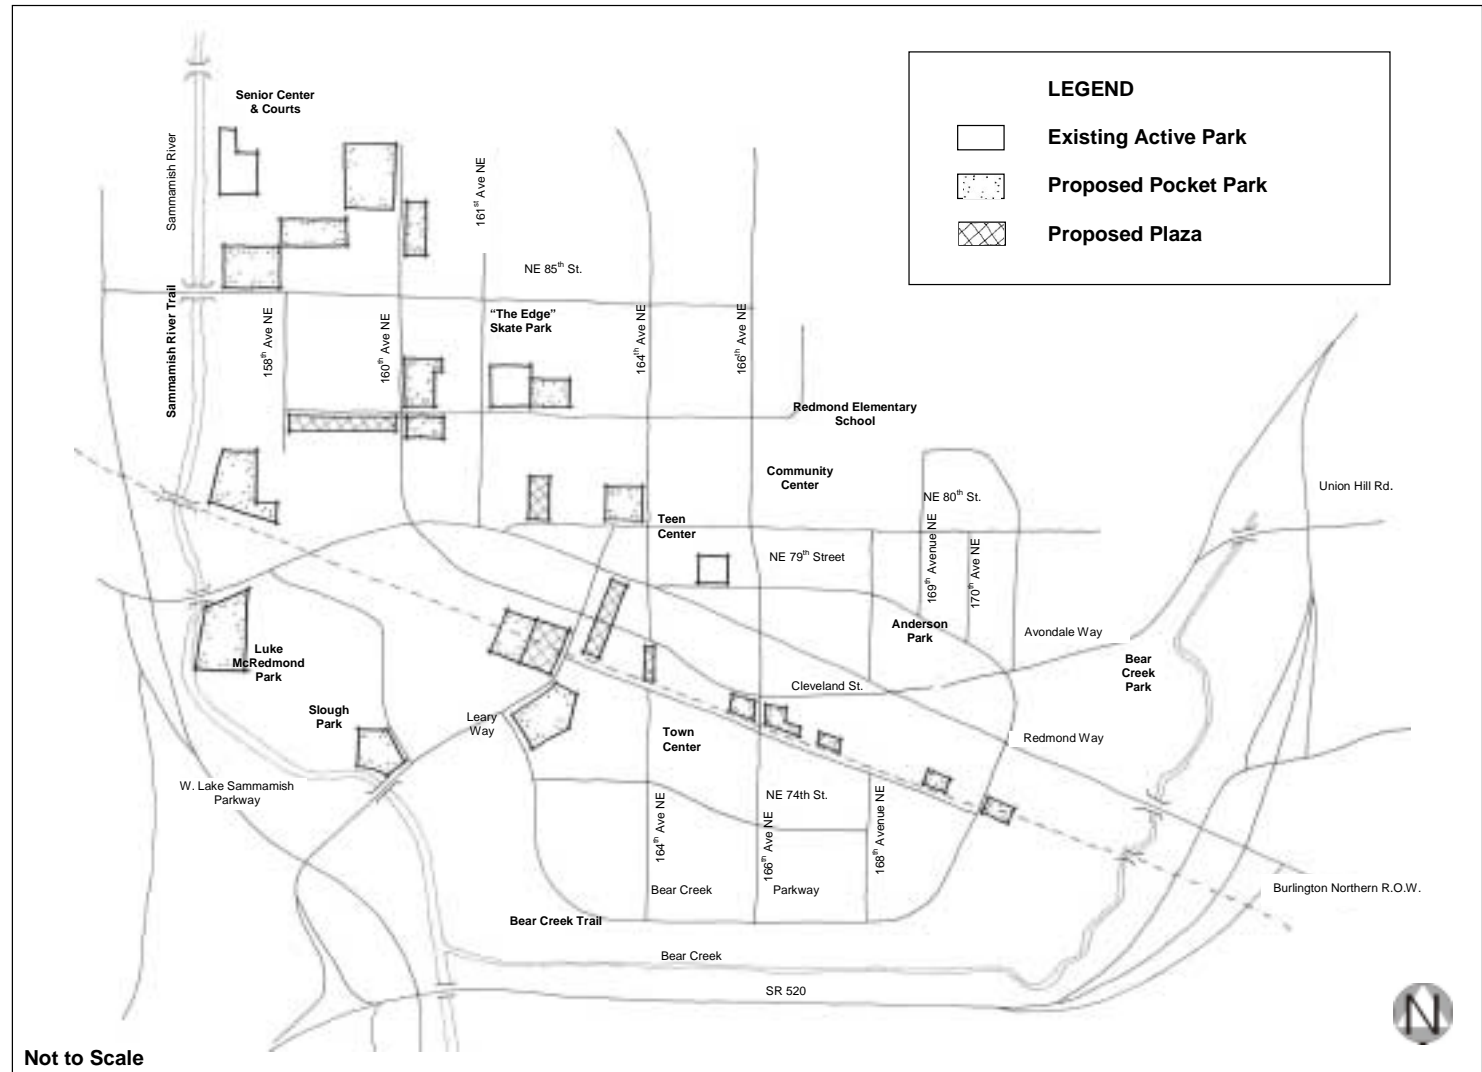 LEGEND
Existing Active Park
Proposed Pocket Park
Proposed Plaza
Senior Center
& Courts
Sammamish River
161st Ave NE
NE 85th St.
Sammamish River Trail
158th Ave NE
160th Ave NE
“The Edge”
Skate Park
164th Ave NE
166th Ave NE
Redmond Elementary
School
Community
Center
NE 80th St.
Union Hill Rd.
Teen
Center
NE 79th Street
169th Avenue NE
170th Ave NE
Anderson
Park
Avondale Way
Luke
McRedmond
Park
Bear
Creek
Park
Cleveland St.
Slough
Park
Leary
Way
Town
Center
Redmond Way
W. Lake Sammamish
Parkway
NE 74th St.
164th Ave NE
166th Ave NE
168th Avenue NE
Bear Creek
Parkway
Burlington Northern R.O.W.
Bear Creek Trail
Bear Creek
SR 520
N
Not to Scale